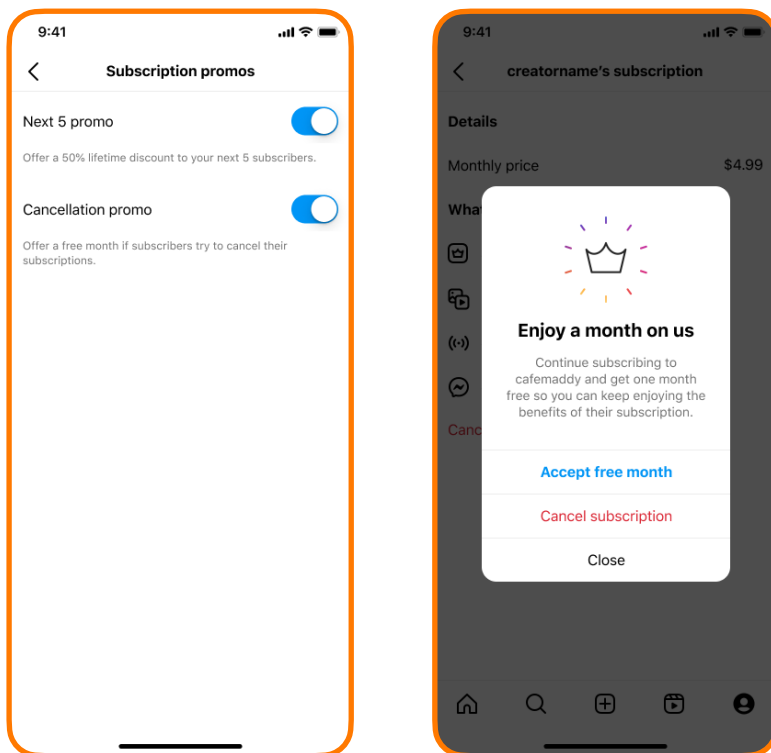 9:41
Subscription promos
Next 5 promo
Offer a 50% lifetime discount to your next 5 subscribers.
Cancellation promo
Offer a free month if subscribers try to cancel their
subscriptions.
9:41
creatorname's subscription
Details
Monthly price $4.99
Wha
Enjoy a month on us
Continue subscribing to
cafemaddy and get one month
free so you can keep enjoying the
benefits of their subscription.
Canc
Accept free month
Cancel subscription
Close